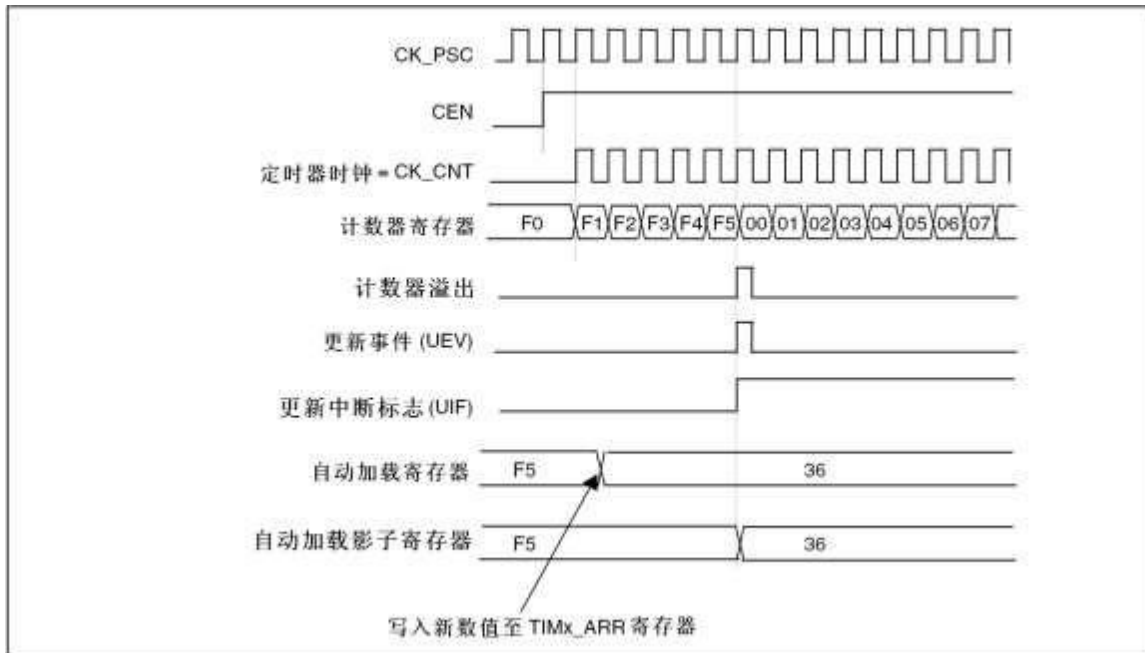 CK_PSC
CEN
定时器时钟 = CK_CNT
计数器寄存器 F0 F1 F2 F3 F4 F5 00 01 02 03 04 05 06 07
计数器溢出
更新事件 (UEV)
更新中断标志 (UIF)
自动加载寄存器 F5 36
自动加载影子寄存器 F5 36
写入新数值至 TIMx_ARR 寄存器